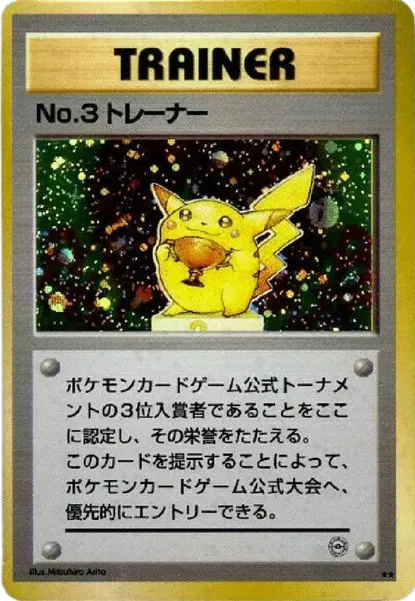 TRAINER
No.3トレーナー
ポケモンカードゲーム公式トーナメ
ントの3位入賞者であることをここ
に認定し、その栄誉をたたえる。
このカードを提示することによって、
ポケモンカードゲーム公式大会へ、
優先的にエントリーできる。
Illus. Mitsuhiro Arita
★★